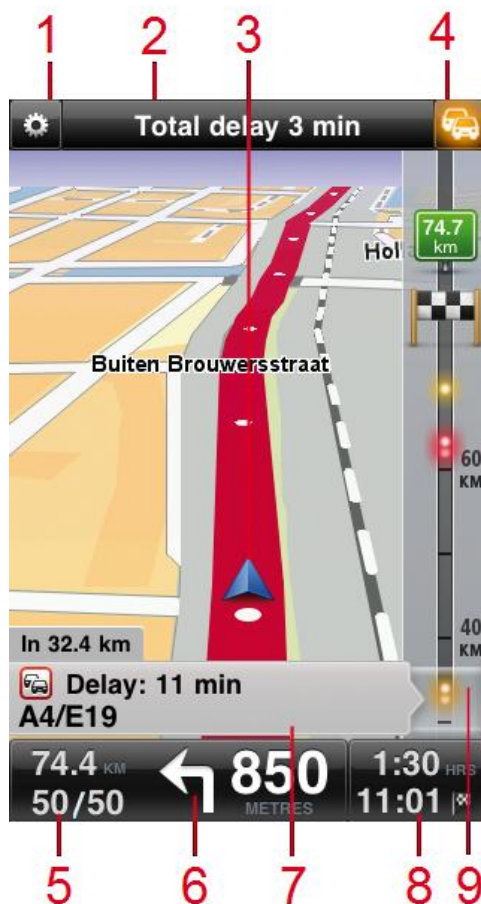 1 2 3 4
Total delay 3 min
74.7
km
Holl
Buiten Brouwersstraat
60
KM
In 32.4 km
40
KM
Delay: 11 min
A4/E19
74.4 KM
50/50
850
METRES
1:30 HRS
11:01
5 6 7 8 9